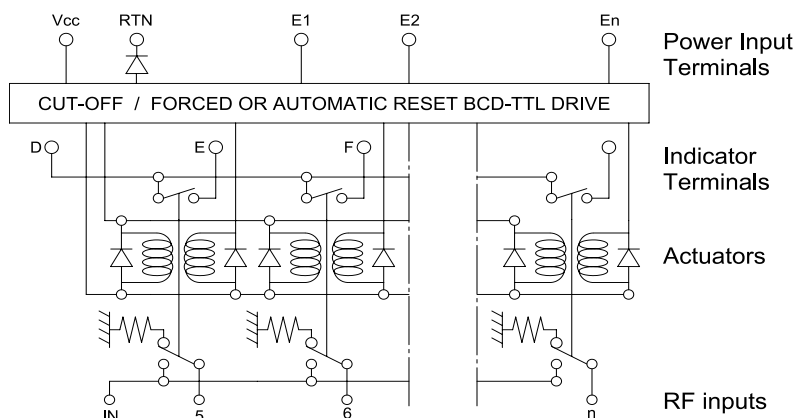 Vcc RTN E1 E2 En
Power Input
Terminals
CUT-OFF / FORCED OR AUTOMATIC RESET BCD-TTL DRIVE
D E F
Indicator
Terminals
Actuators
IN 5 6 n
RF inputs